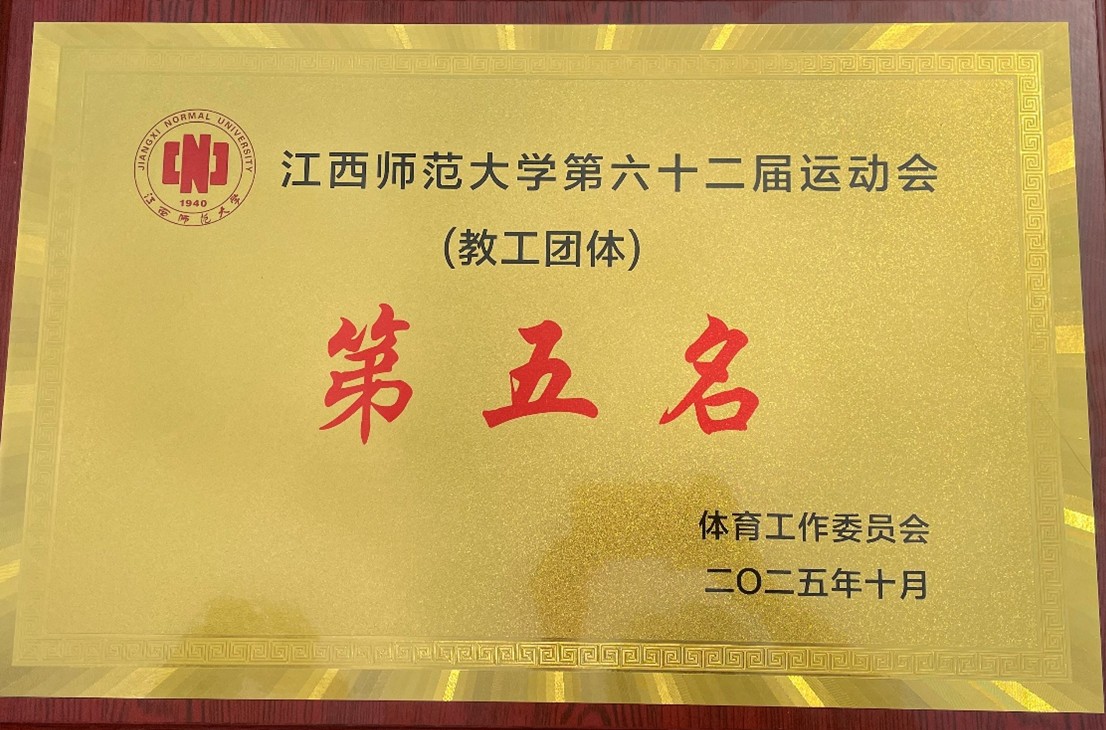 JIANGXI NORMAL UNIVERSITY
1940
江西师范大学
江西师范大学第六十二届运动会
(教工团体)
第五名
体育工作委员会
二〇二五年十月